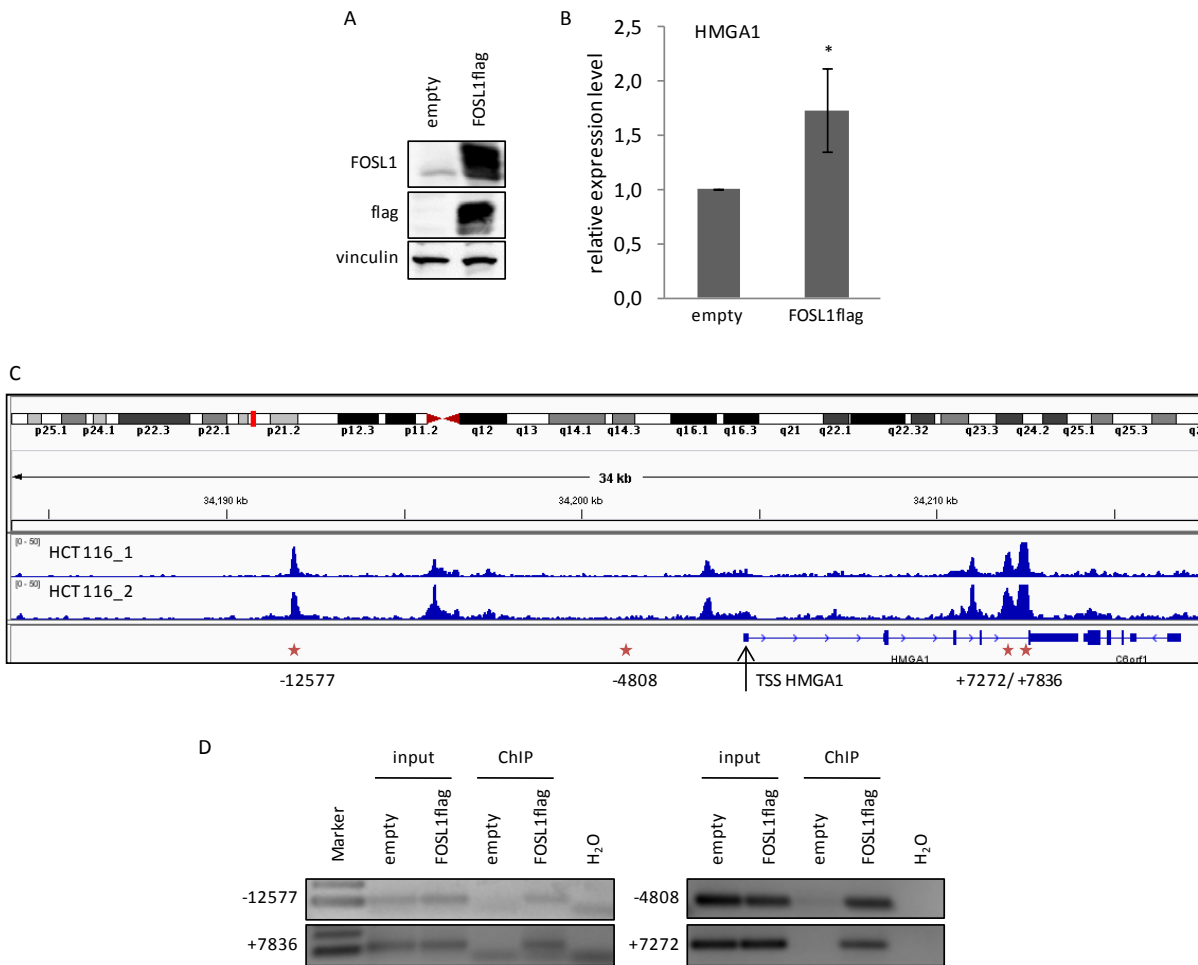 A
empty
FOSL1flag
FOSL1
flag
vinculin
B
HMGA1
*
relative expression level
2,5
2,0
1,5
1,0
0,5
0,0
empty
FOSL1flag
C
p25.1 p24.1 p22.3 p22.1 p21.2 p12.3 p11.2 q12 q13 q14.1 q14.3 q16.1 q16.3 q21 q22.1 q22.32 q23.3 q24.2 q25.1 q25.3
34 kb
34,190 kb 34,200 kb 34,210 kb
[0 - 50] HCT116_1
[0 - 50] HCT116_2
HMGA1 C6orf1
-12577 -4808 TSS HMGA1 +7272/ +7836
D
input ChIP
Marker empty FOSL1flag empty FOSL1flag H₂O
-12577
+7836
input ChIP
empty FOSL1flag empty FOSL1flag H₂O
-4808
+7272